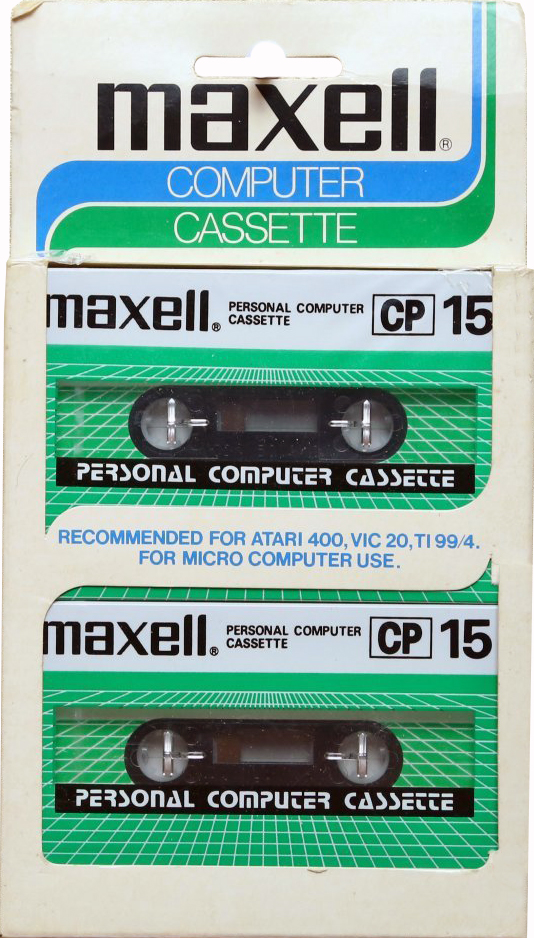 maxell®
COMPUTER
CASSETTE
maxell® PERSONAL COMPUTER CASSETTE CP 15
PERSONAL COMPUTER CASSETTE
RECOMMENDED FOR ATARI 400, VIC 20, TI 99/4.
FOR MICRO COMPUTER USE.
maxell® PERSONAL COMPUTER CASSETTE CP 15
PERSONAL COMPUTER CASSETTE